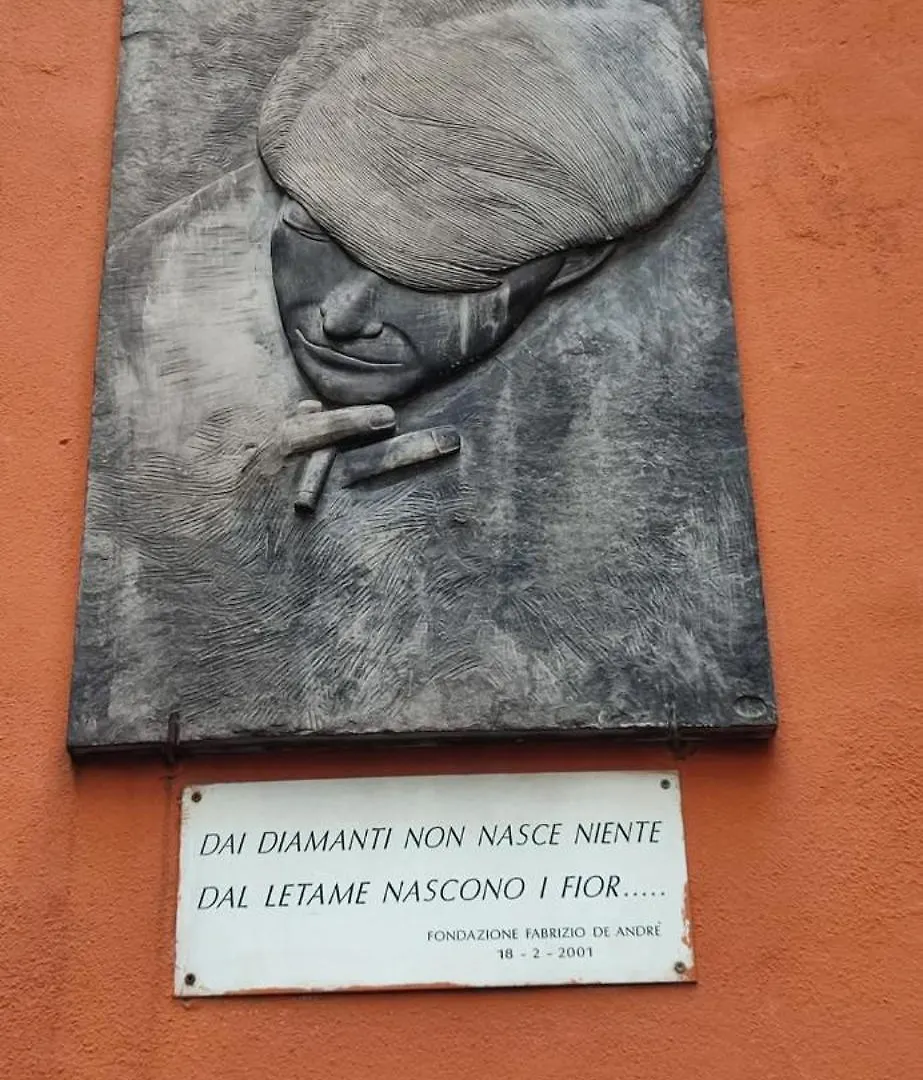 DAI DIAMANTI NON NASCE NIENTE
DAL LETAME NASCONO I FIOR.....
FONDAZIONE FABRIZIO DE ANDRÈ
18 - 2 - 2001